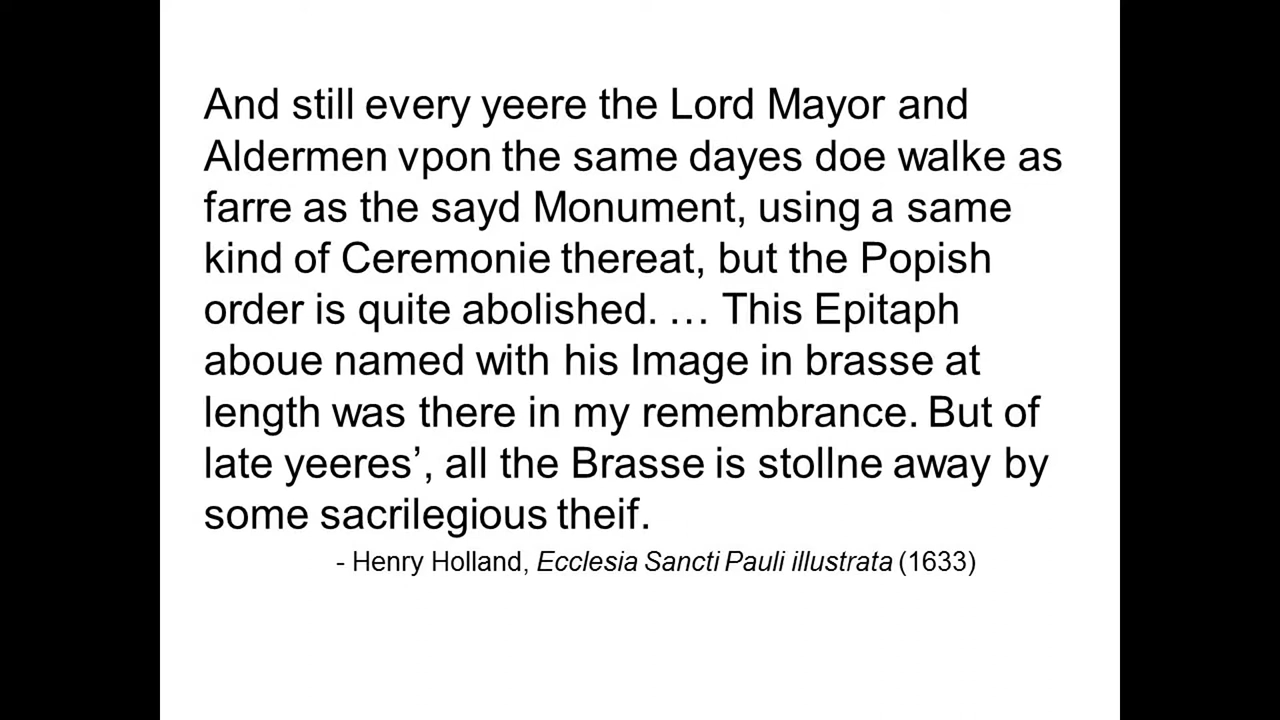 And still every yeere the Lord Mayor and
Aldermen vpon the same dayes doe walke as
farre as the sayd Monument, using a same
kind of Ceremonie thereat, but the Popish
order is quite abolished. … This Epitaph
aboue named with his Image in brasse at
length was there in my remembrance. But of
late yeeres’, all the Brasse is stollne away by
some sacrilegious theif.
- Henry Holland, Ecclesia Sancti Pauli illustrata (1633)